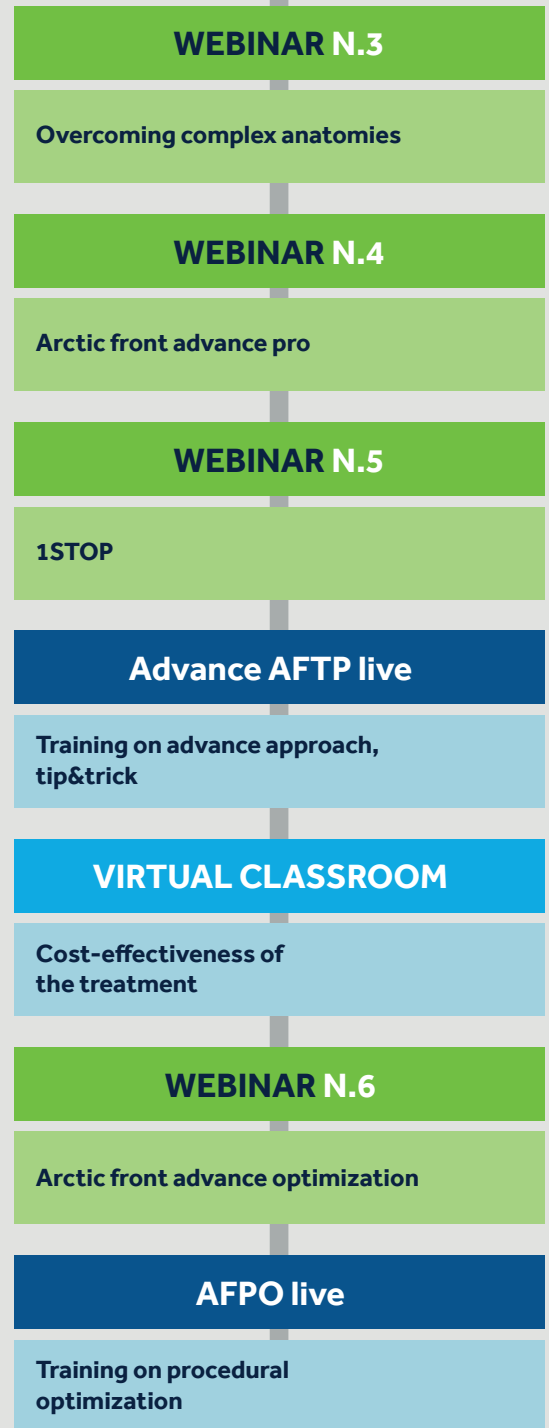 WEBINAR N.3
Overcoming complex anatomies
WEBINAR N.4
Arctic front advance pro
WEBINAR N.5
1STOP
Advance AFTP live
Training on advance approach,
tip&trick
VIRTUAL CLASSROOM
Cost-effectiveness of
the treatment
WEBINAR N.6
Arctic front advance optimization
AFPO live
Training on procedural
optimization